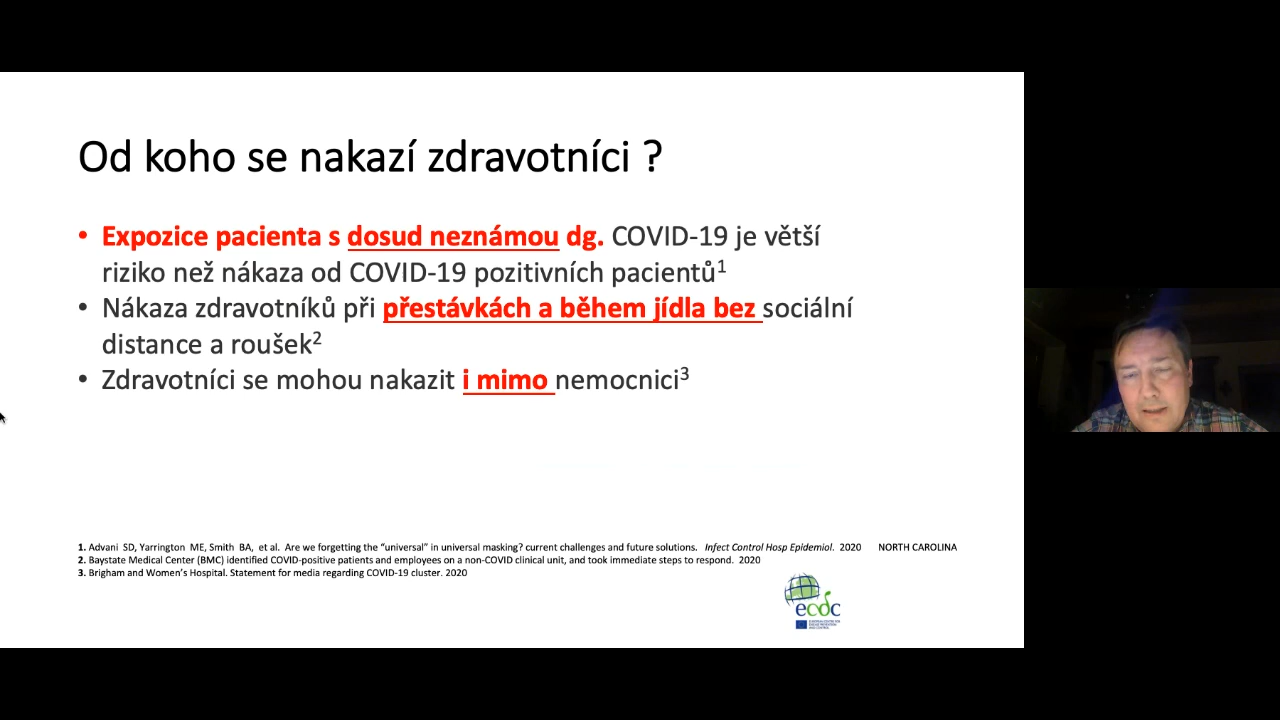 Od koho se nakazí zdravotníci ?
• Expozice pacienta s dosud neznámou dg. COVID-19 je větší
riziko než nákaza od COVID-19 pozitivních pacientů1
• Nákaza zdravotníků při přestávkách a během jídla bez sociální
distance a roušek2
• Zdravotníci se mohou nakazit i mimo nemocnici3
1. Advani SD, Yarrington ME, Smith BA, et al. Are we forgetting the “universal” in universal masking? current challenges and future solutions. Infect Control Hosp Epidemiol. 2020 NORTH CAROLINA
2. Baystate Medical Center (BMC) identified COVID-positive patients and employees on a non-COVID clinical unit, and took immediate steps to respond. 2020
3. Brigham and Women’s Hospital. Statement for media regarding COVID-19 cluster. 2020
ecdc